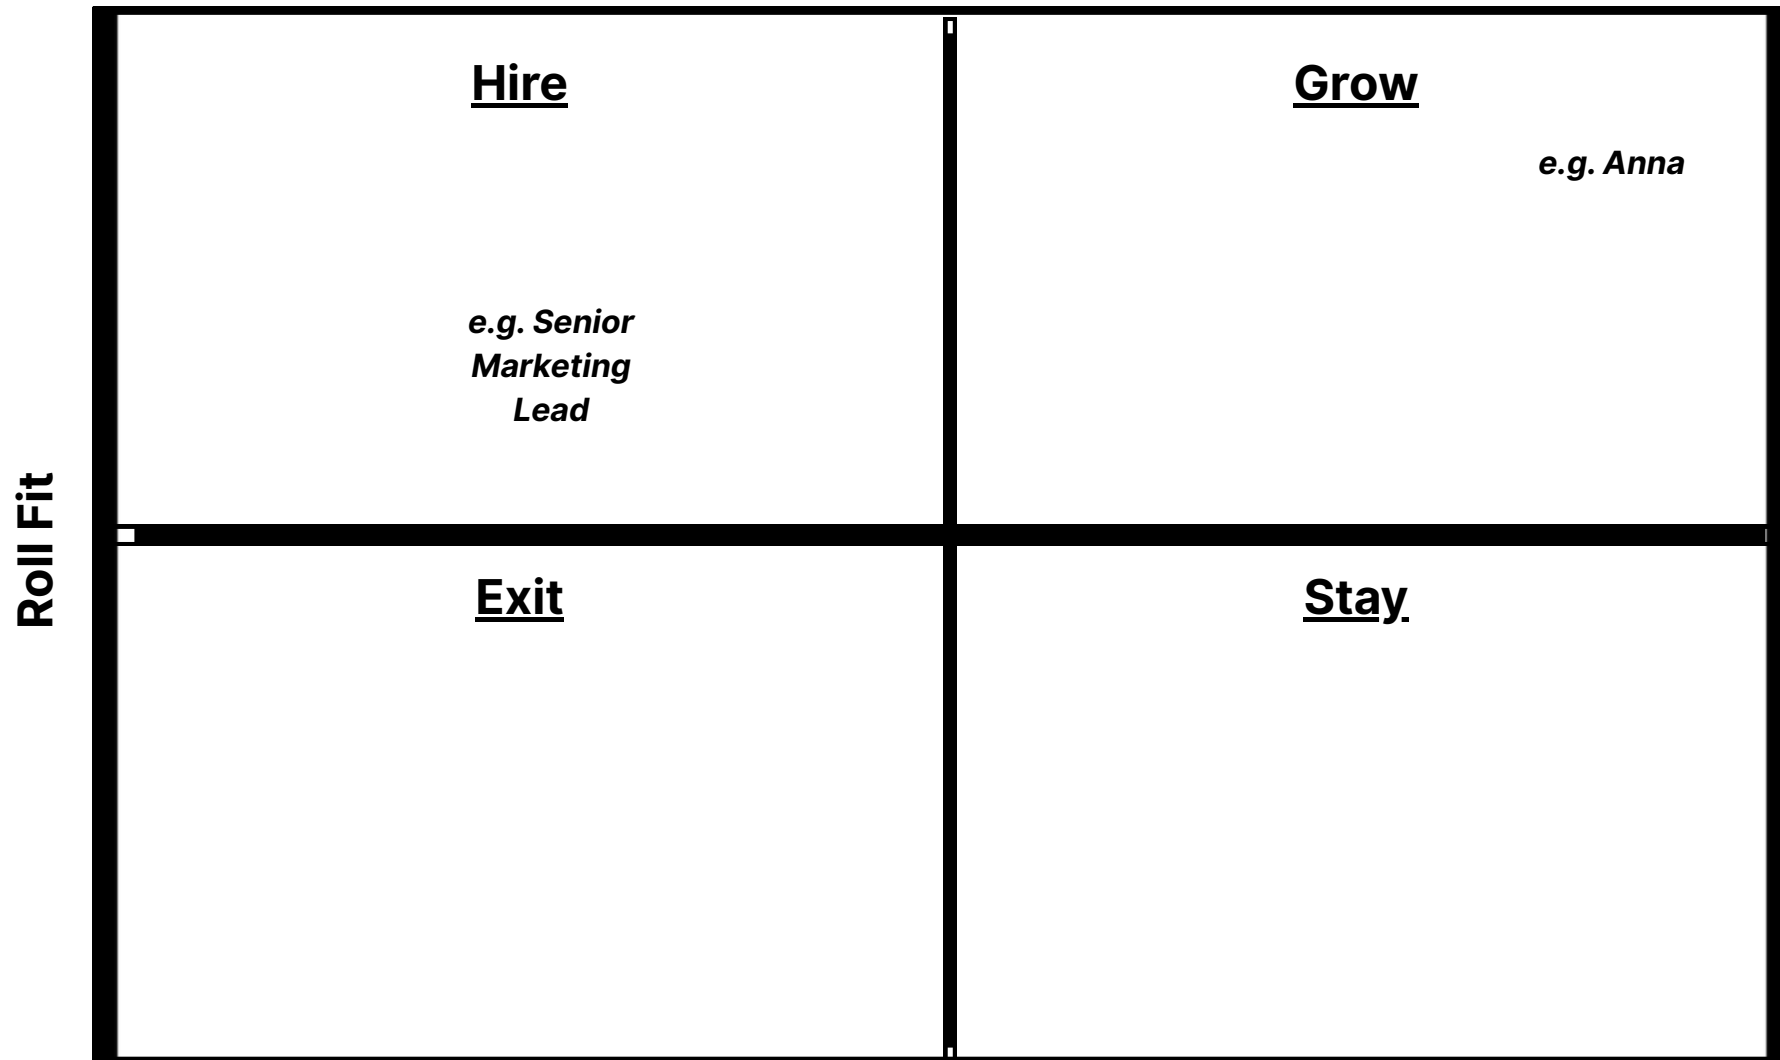 Hire
Grow
e.g. Anna
e.g. Senior
Marketing
Lead
Roll Fit
Exit
Stay